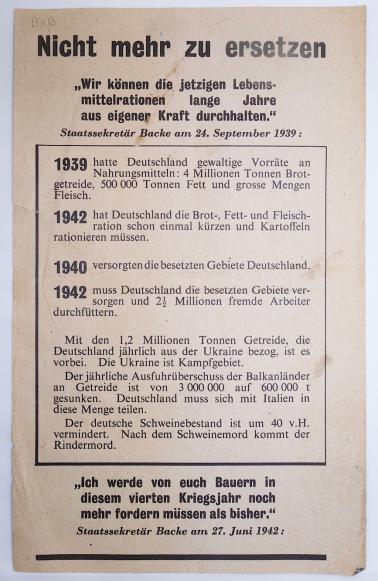 B×B
Nicht mehr zu ersetzen
„Wir können die jetzigen Lebens-
mittelrationen lange Jahre
aus eigener Kraft durchhalten.“
Staatssekretär Backe am 24. September 1939:
1939 hatte Deutschland gewaltige Vorräte an
Nahrungsmitteln: 4 Millionen Tonnen Brot-
getreide, 500 000 Tonnen Fett und grosse Mengen
Fleisch.
1942 hat Deutschland die Brot-, Fett- und Fleisch-
ration schon einmal kürzen und Kartoffeln
rationieren müssen.
1940 versorgten die besetzten Gebiete Deutschland.
1942 muss Deutschland die besetzten Gebiete ver-
sorgen und 2½ Millionen fremde Arbeiter
durchfüttern.
Mit den 1,2 Millionen Tonnen Getreide, die
Deutschland jährlich aus der Ukraine bezog, ist es
vorbei. Die Ukraine ist Kampfgebiet.
Der jährliche Ausfuhrüberschuss der Balkanländer
an Getreide ist von 3 000 000 auf 600 000 t
gesunken. Deutschland muss sich mit Italien in
diese Menge teilen.
Der deutsche Schweinebestand ist um 40 v.H.
vermindert. Nach dem Schweinemord kommt der
Rindermord.
„Ich werde von euch Bauern in
diesem vierten Kriegsjahr noch
mehr fordern müssen als bisher.“
Staatssekretär Backe am 27. Juni 1942: